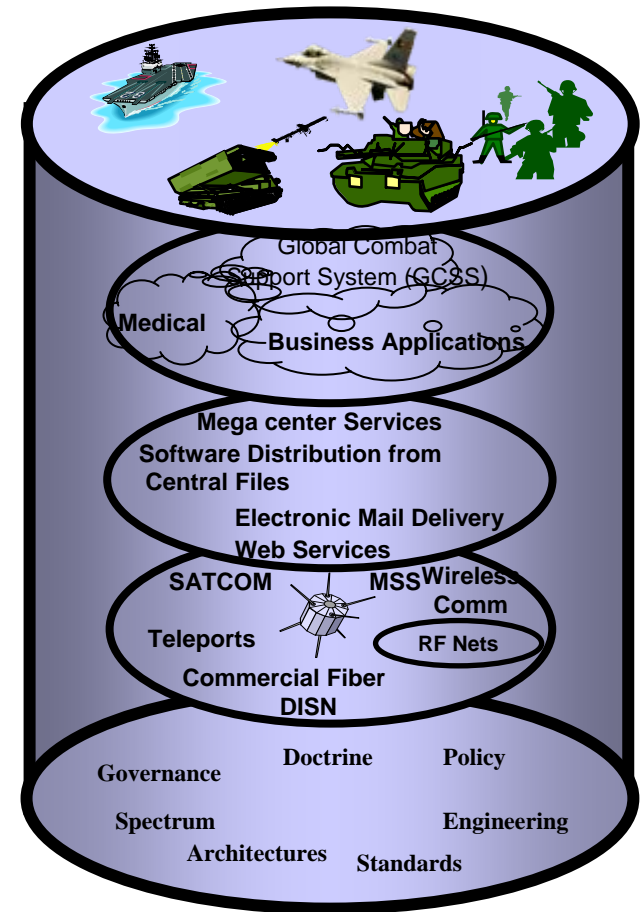 Global Combat
Support System (GCSS)
Medical
Business Applications
Mega center Services
Software Distribution from
Central Files
Electronic Mail Delivery
Web Services
SATCOM
MSS
Wireless
Comm
Teleports
RF Nets
Commercial Fiber
DISN
Doctrine
Policy
Governance
Spectrum
Engineering
Architectures
Standards